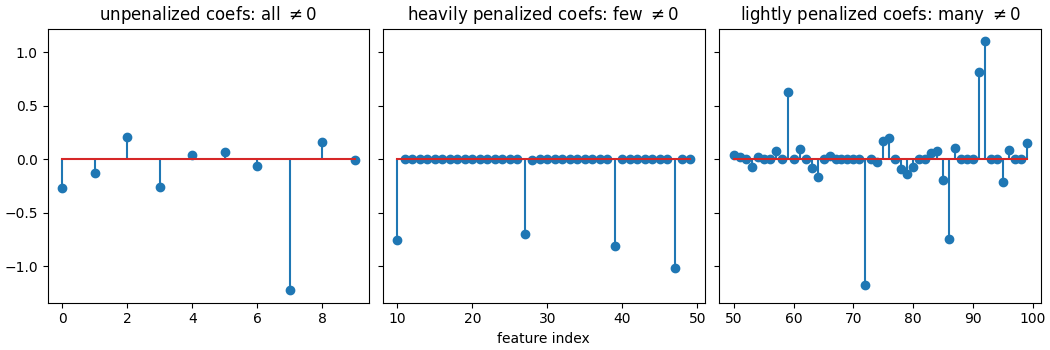 unpenalized coefs: all ≠0
heavily penalized coefs: few ≠0
lightly penalized coefs: many ≠0
1.0
0.5
0.0
−0.5
−1.0
0 2 4 6 8
10 20 30 40 50
50 60 70 80 90 100
feature index